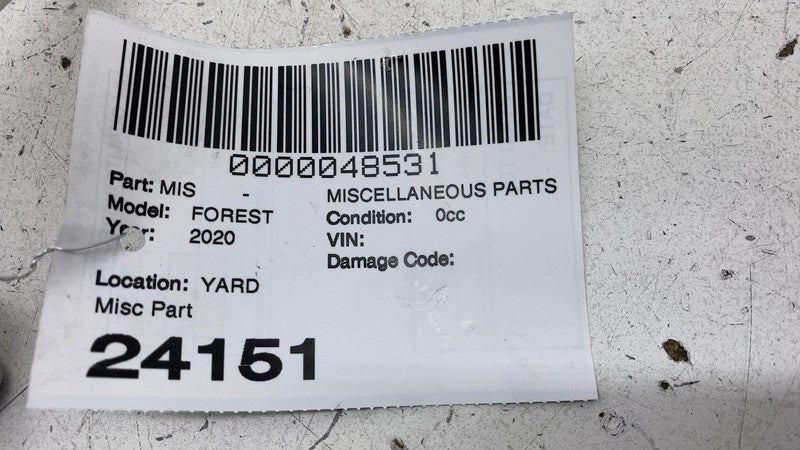 0000048531
Part: MIS - MISCELLANEOUS PARTS
Model: FOREST Condition: 0cc
Year: 2020 VIN:
Damage Code:
Location: YARD
Misc Part
24151